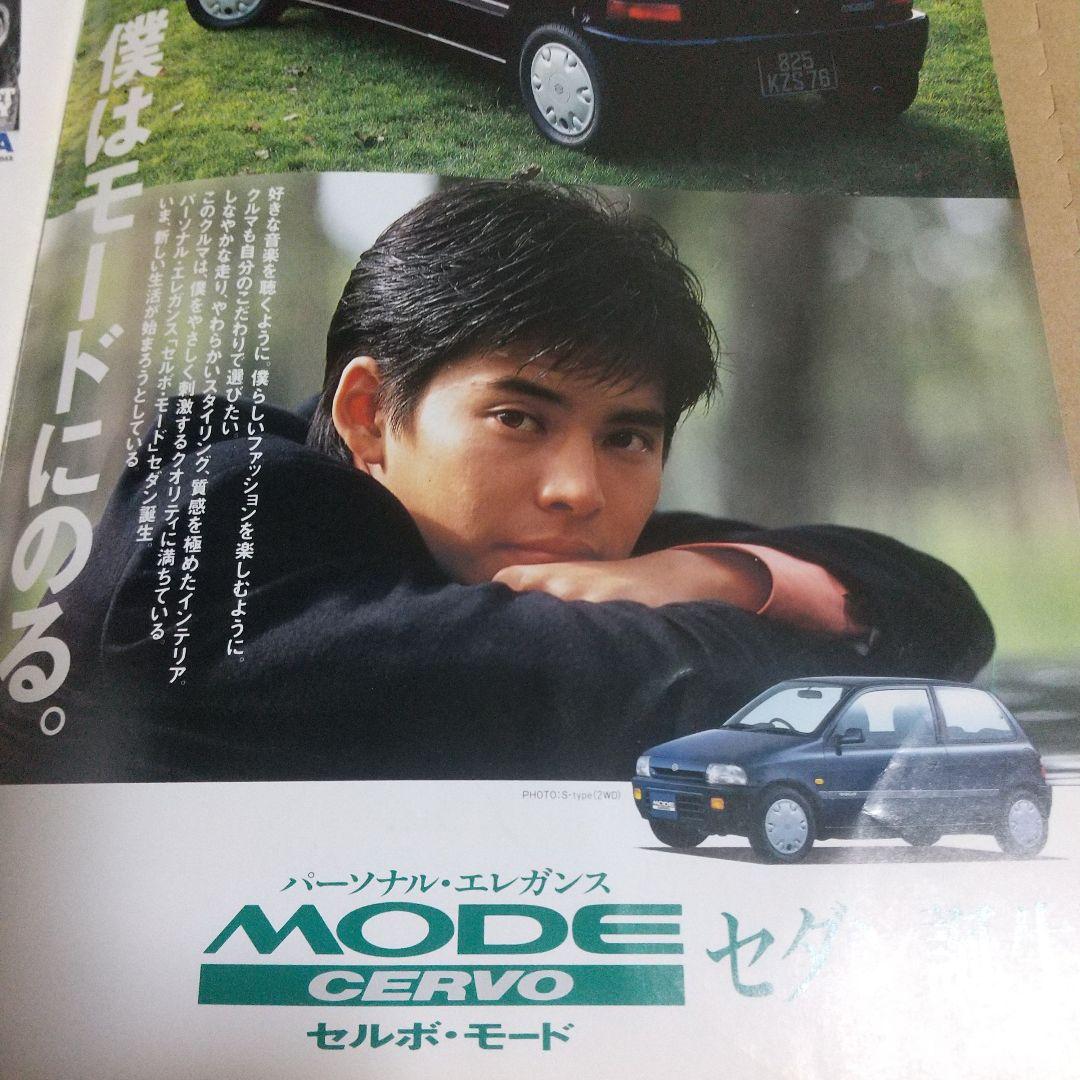 僕はモードにのる。
825
KZS 76
好きな音楽を聴くように。僕らしいファッションを楽しむように。
クルマも自分のこだわりで選びたい。
しなやかな走り、やわらかいスタイリング、質感を極めたインテリア。
このクルマは、僕をやさしく刺激するクオリティに満ちている。
パーソナル・エレガンス「セルボ・モード」セダン誕生。
いま、新しい生活が始まろうとしている。
PHOTO:S-type(2WD)
MODE
パーソナル・エレガンス
MODE
CERVO
セルボ・モード
セダン